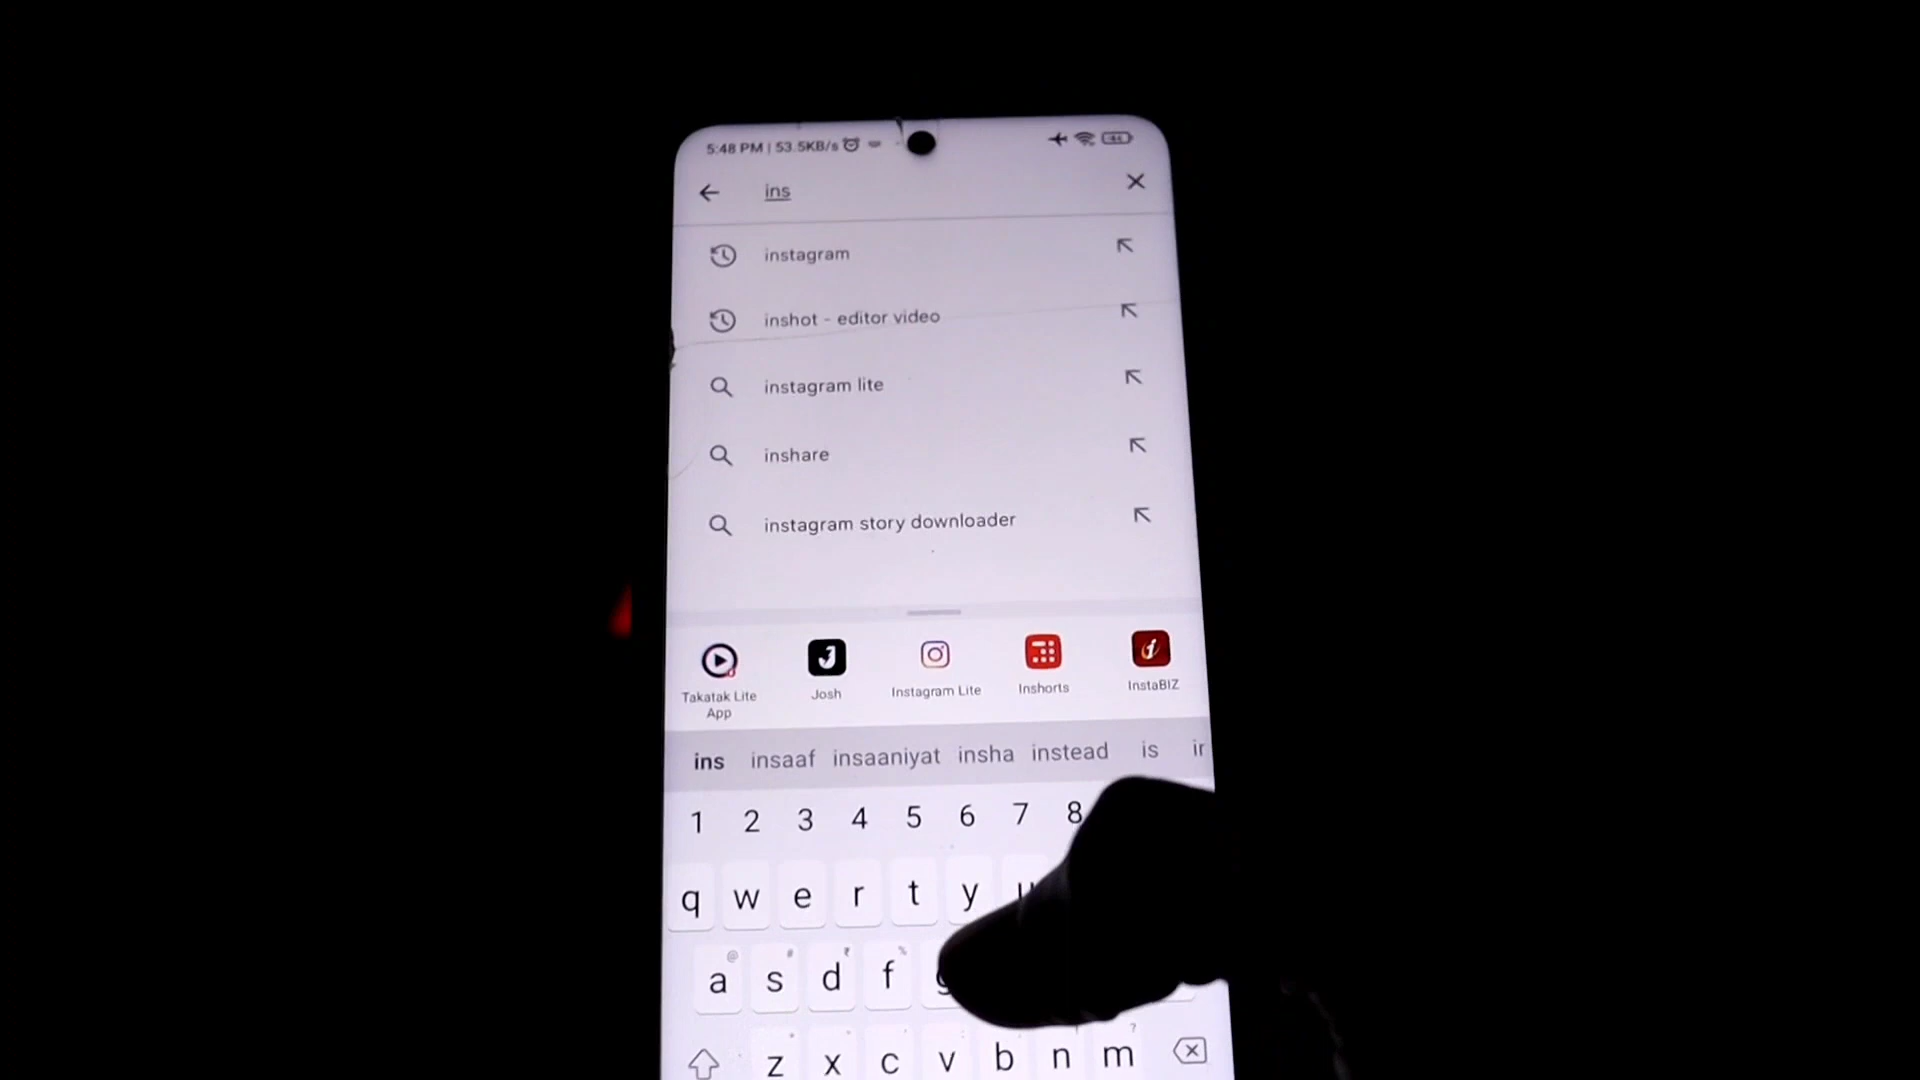 5:48 PM | 53.5KB/s
ins
instagram
inshot - editor video
instagram lite
inshare
instagram story downloader
Takatak Lite App
Josh
Instagram Lite
Inshorts
InstaBIZ
ins insaaf insaaniyat insha instead is
1 2 3 4 5 6 7 8
q w e r t y u
@ # ₹ %
a s d f g
?
z x c v b n m